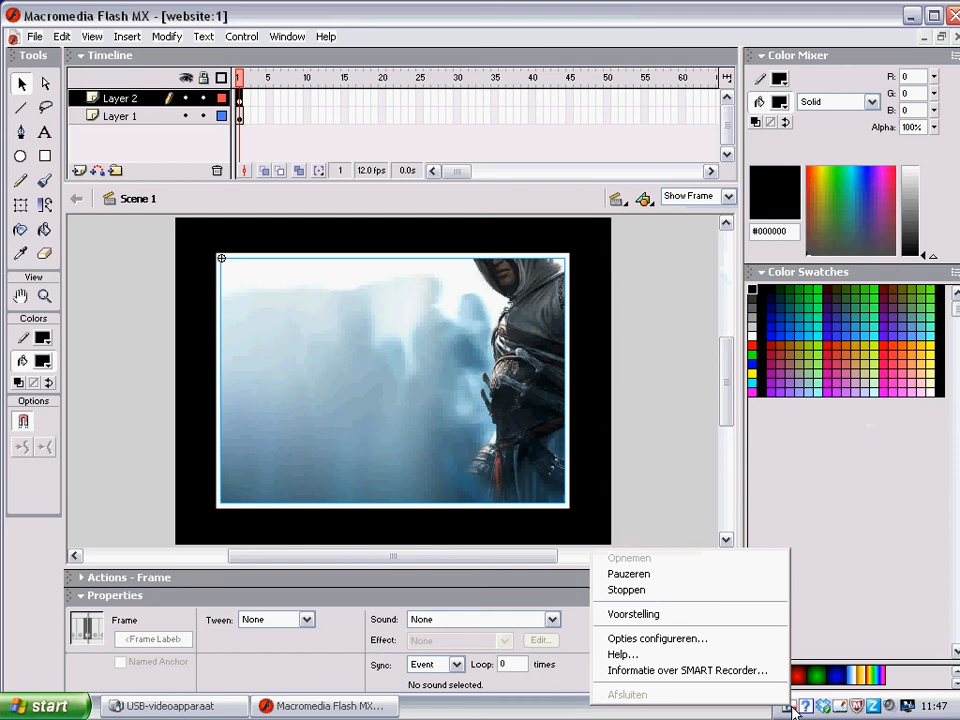 Macromedia Flash MX - [website:1]
File Edit View Insert Modify Text Control Window Help
Tools
Timeline
Color Mixer
1 5 10 15 20 25 30 35 40 45 50 55 60
R: 0
Layer 2
Solid
G: 0
Layer 1
B: 0
Alpha: 100%
1 12.0 fps 0.0s
Scene 1
Show Frame
#000000
View
Color Swatches
Colors
Options
Actions - Frame
Properties
Frame
<Frame Label>
Named Anchor
Tween: None
Sound: None
Effect: None Edit...
Sync: Event Loop: 0 times
No sound selected.
Opnemen
Pauzeren
Stoppen
Voorstelling
Opties configureren...
Help...
Informatie over SMART Recorder...
Afsluiten
start
USB-videoapparaat
Macromedia Flash MX...
11:47